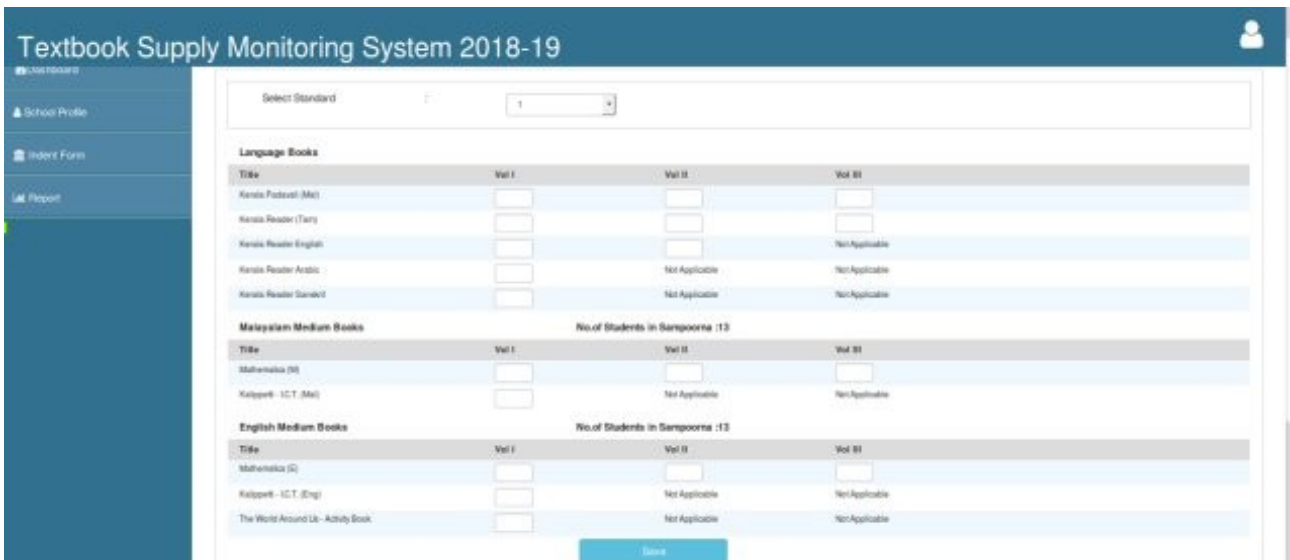 Textbook Supply Monitoring System 2018-19
Dashboard
School Profile
Indent Form
Report
Select Standard : 1
Language Books
Title Vol I Vol II Vol III
Kerala Padavali (Mal)
Kerala Reader (Tam)
Kerala Reader English Not Applicable
Kerala Reader Arabic Not Applicable Not Applicable
Kerala Reader Sanskrit Not Applicable Not Applicable
Malayalam Medium Books No.of Students in Sampoorna :13
Title Vol I Vol II Vol III
Mathematics (M)
Kalippetti - I.C.T. (Mal) Not Applicable Not Applicable
English Medium Books No.of Students in Sampoorna :13
Title Vol I Vol II Vol III
Mathematics (E)
Kalippetti - I.C.T. (Eng) Not Applicable Not Applicable
The World Around Us - Activity Book Not Applicable Not Applicable
Save